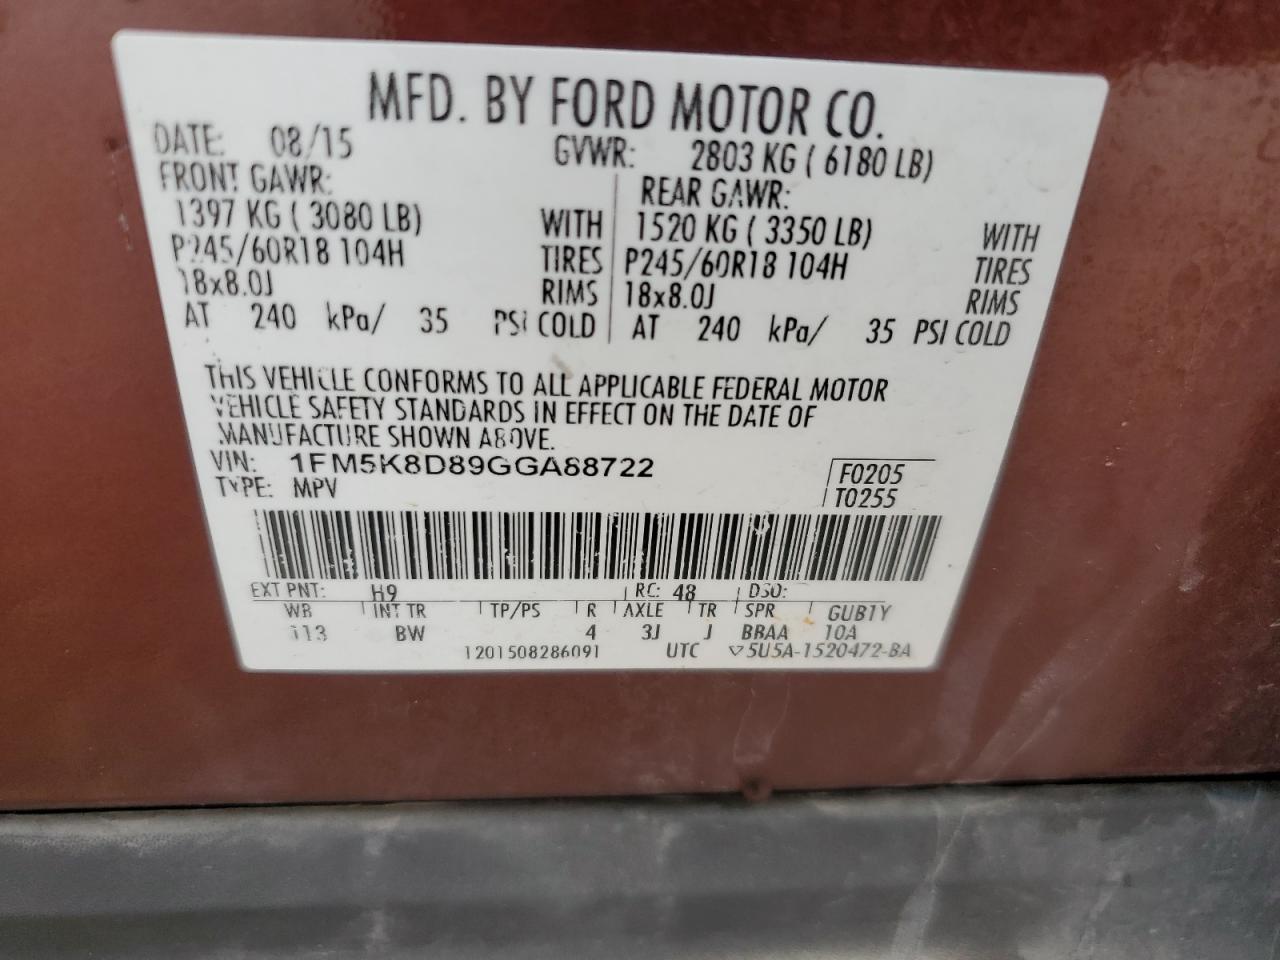 MFD. BY FORD MOTOR CO.
DATE: 08/15 GVWR: 2803 KG ( 6180 LB)
FRONT GAWR: REAR GAWR:
1397 KG ( 3080 LB) WITH 1520 KG ( 3350 LB) WITH
P245/60R18 104H TIRES P245/60R18 104H TIRES
18x8.0J RIMS 18x8.0J RIMS
AT 240 kPa/ 35 PSI COLD AT 240 kPa/ 35 PSI COLD
THIS VEHICLE CONFORMS TO ALL APPLICABLE FEDERAL MOTOR
VEHICLE SAFETY STANDARDS IN EFFECT ON THE DATE OF
MANUFACTURE SHOWN ABOVE.
VIN: 1FM5K8D89GGA88722 F0205
TYPE: MPV T0255
EXT PNT: H9 RC: 48 DSO:
WB INT TR TP/PS R AXLE TR SPR GUB1Y
113 BW 4 3J J BRAA 10A
1201508286091 UTC ▽5U5A-1520472-BA